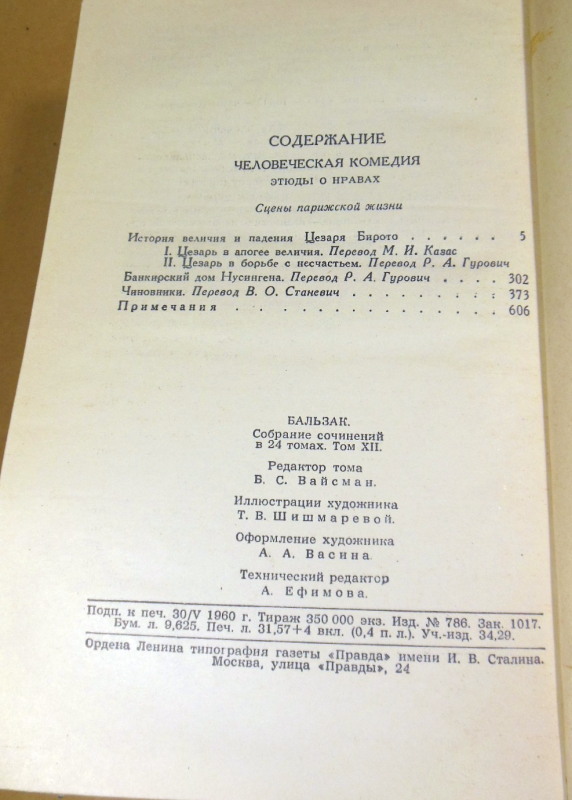 СОДЕРЖАНИЕ
ЧЕЛОВЕЧЕСКАЯ КОМЕДИЯ
ЭТЮДЫ О НРАВАХ
Сцены парижской жизни
История величия и падения Цезаря Бирото . . . . . . 5
I. Цезарь в апогее величия. Перевод М. И. Казас
II. Цезарь в борьбе с несчастьем. Перевод Р. А. Гурович
Банкирский дом Нусингена. Перевод Р. А. Гурович . . . . 302
Чиновники. Перевод В. О. Станевич . . . . . . . . . 373
Примечания . . . . . . . . . . . . 606
БАЛЬЗАК.
Собрание сочинений
в 24 томах. Том XII.
Редактор тома
Б. С. Вайсман.
Иллюстрации художника
Т. В. Шишмаревой.
Оформление художника
А. А. Васина.
Технический редактор
А. Ефимова.
Подп. к печ. 30/V 1960 г. Тираж 350 000 экз. Изд. № 786. Зак. 1017.
Бум. л. 9,625. Печ. л. 31,57+4 вкл. (0,4 п. л.). Уч.-изд. 34,29.
Ордена Ленина типография газеты «Правда» имени И. В. Сталина.
Москва, улица «Правды», 24